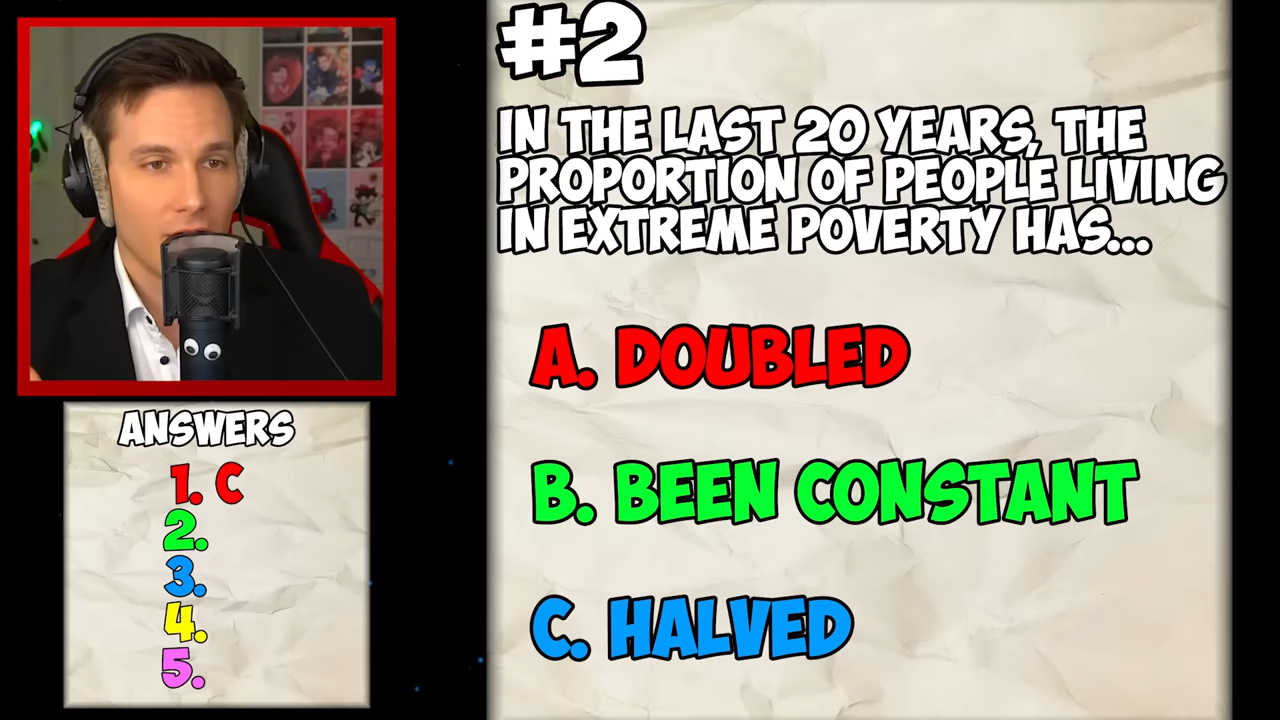 #2
IN THE LAST 20 YEARS, THE
PROPORTION OF PEOPLE LIVING
IN EXTREME POVERTY HAS...
A. DOUBLED
B. BEEN CONSTANT
C. HALVED
ANSWERS
1. C
2.
3.
4.
5.